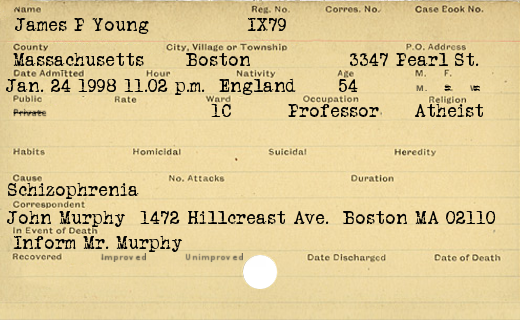 Name Reg. No. Corres. No. Case Book No.
James P Young IX79
County City, Village or Township P.O. Address
Massachusetts Boston 3347 Pearl St.
Date Admitted Hour Nativity Age M. F.
Jan. 24 1998 11.02 p.m. England 54 M. S. W.
Public Rate Ward Occupation Religion
Private 1C Professor Atheist
Habits Homicidal Suicidal Heredity
Cause No. Attacks Duration
Schizophrenia
Correspondent
John Murphy 1472 Hillcreast Ave. Boston MA 02110
In Event of Death
Inform Mr. Murphy
Recovered Improved Unimproved Date Discharged Date of Death